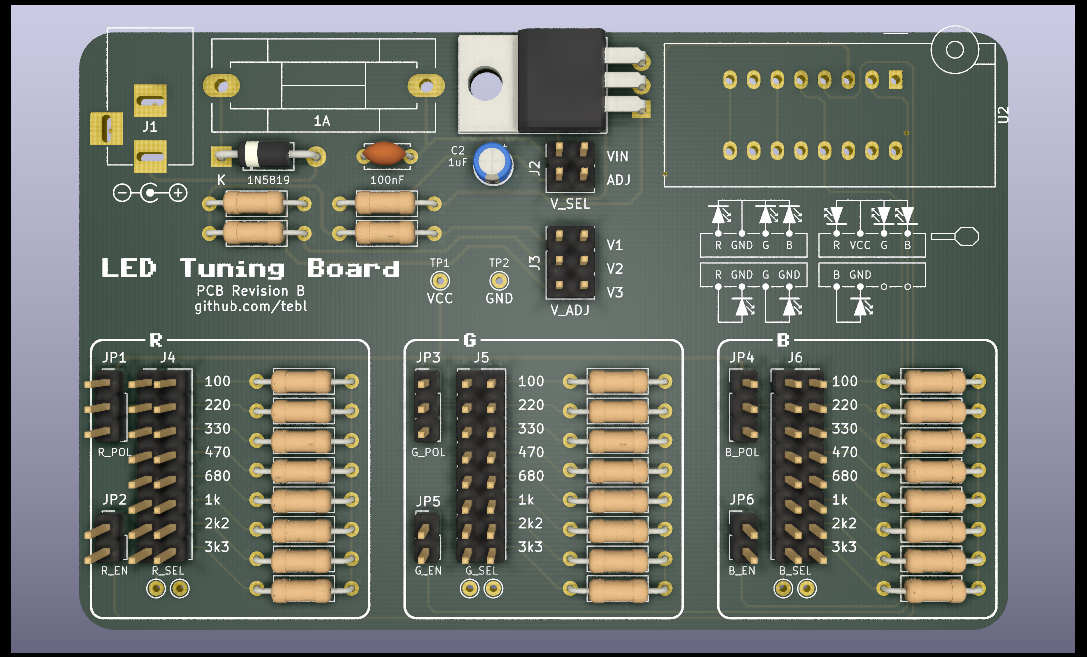 J1
1A
K
1N5819
100nF
C2
1uF
J2
VIN
ADJ
V_SEL
U2
J3
V1
V2
V3
V_ADJ
R GND G B
R VCC G B
R GND G GND
B GND
LED Tuning Board
PCB Revision B
github.com/tebl
TP1
VCC
TP2
GND
R
JP1
J4
100
220
330
470
680
1k
2k2
3k3
R_POL
JP2
R_EN
R_SEL
G
JP3
J5
100
220
330
470
680
1k
2k2
3k3
G_POL
JP5
G_EN
G_SEL
B
JP4
J6
100
220
330
470
680
1k
2k2
3k3
B_POL
JP6
B_EN
B_SEL